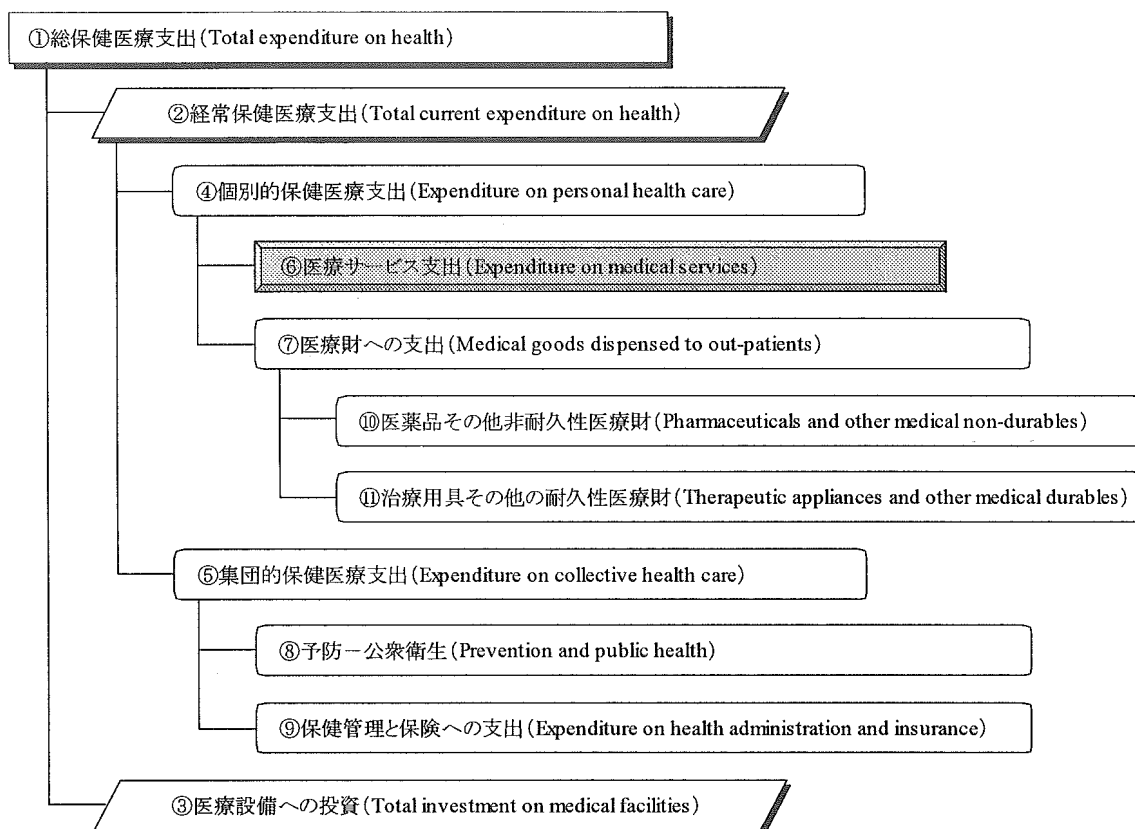 ①総保健医療支出(Total expenditure on health)
②経常保健医療支出(Total current expenditure on health)
④個別的保健医療支出(Expenditure on personal health care)
⑥医療サービス支出(Expenditure on medical services)
⑦医療財への支出(Medical goods dispensed to out-patients)
⑩医薬品その他非耐久性医療財(Pharmaceuticals and other medical non-durables)
⑪治療用具その他の耐久性医療財(Therapeutic appliances and other medical durables)
⑤集団的保健医療支出(Expenditure on collective health care)
⑧予防－公衆衛生(Prevention and public health)
⑨保健管理と保険への支出(Expenditure on health administration and insurance)
③医療設備への投資(Total investment on medical facilities)